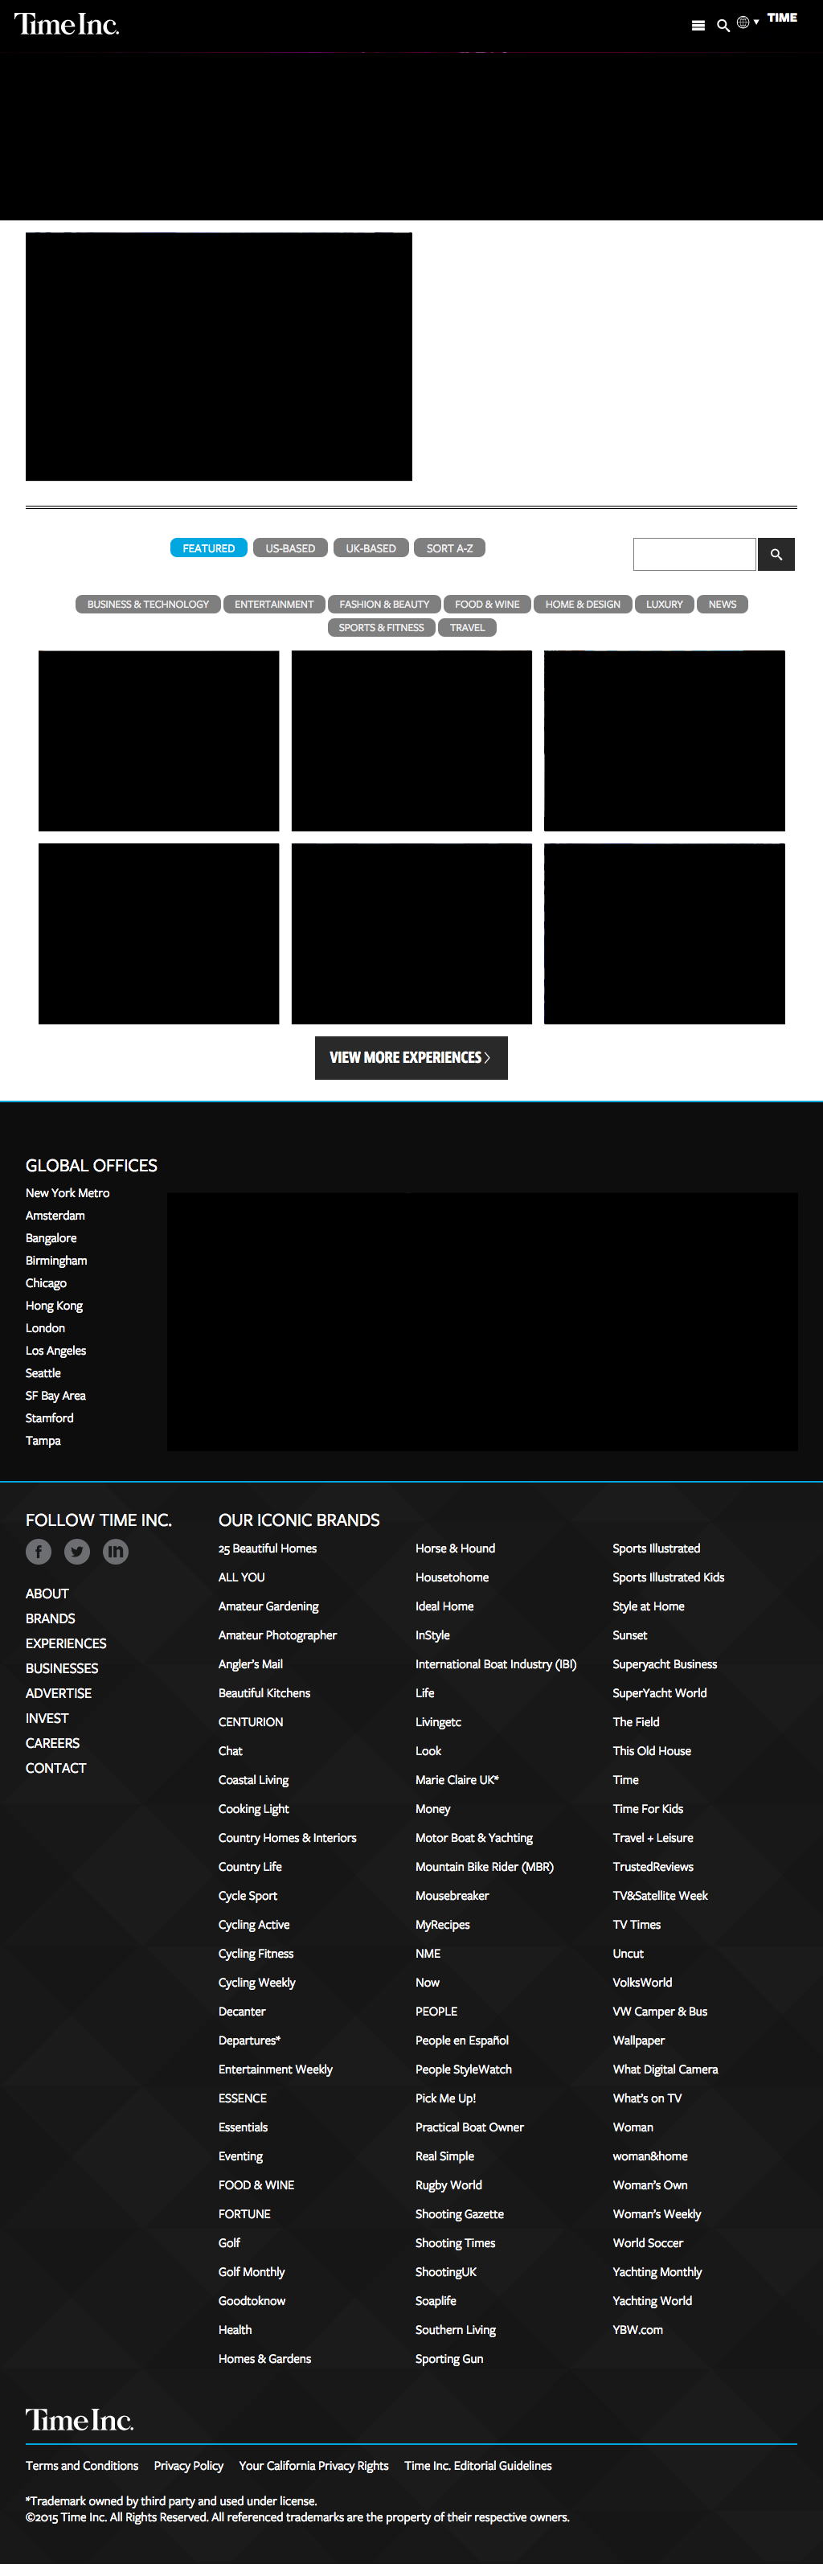 Time Inc.
TIME
FEATURED US-BASED UK-BASED SORT A-Z
BUSINESS & TECHNOLOGY ENTERTAINMENT FASHION & BEAUTY FOOD & WINE HOME & DESIGN LUXURY NEWS
SPORTS & FITNESS TRAVEL
VIEW MORE EXPERIENCES
GLOBAL OFFICES
New York Metro
Amsterdam
Bangalore
Birmingham
Chicago
Hong Kong
London
Los Angeles
Seattle
SF Bay Area
Stamford
Tampa
FOLLOW TIME INC.
ABOUT
BRANDS
EXPERIENCES
BUSINESSES
ADVERTISE
INVEST
CAREERS
CONTACT
OUR ICONIC BRANDS
25 Beautiful Homes
ALL YOU
Amateur Gardening
Amateur Photographer
Angler's Mail
Beautiful Kitchens
CENTURION
Chat
Coastal Living
Cooking Light
Country Homes & Interiors
Country Life
Cycle Sport
Cycling Active
Cycling Fitness
Cycling Weekly
Decanter
Departures*
Entertainment Weekly
ESSENCE
Essentials
Eventing
FOOD & WINE
FORTUNE
Golf
Golf Monthly
Goodtoknow
Health
Homes & Gardens
Horse & Hound
Housetohome
Ideal Home
InStyle
International Boat Industry (IBI)
Life
Livingetc
Look
Marie Claire UK*
Money
Motor Boat & Yachting
Mountain Bike Rider (MBR)
Mousebreaker
MyRecipes
NME
Now
PEOPLE
People en Español
People StyleWatch
Pick Me Up!
Practical Boat Owner
Real Simple
Rugby World
Shooting Gazette
Shooting Times
ShootingUK
Soaplife
Southern Living
Sporting Gun
Sports Illustrated
Sports Illustrated Kids
Style at Home
Sunset
Superyacht Business
SuperYacht World
The Field
This Old House
Time
Time For Kids
Travel + Leisure
TrustedReviews
TV&Satellite Week
TV Times
Uncut
VolksWorld
VW Camper & Bus
Wallpaper
What Digital Camera
What's on TV
Woman
woman&home
Woman's Own
Woman's Weekly
World Soccer
Yachting Monthly
Yachting World
YBW.com
Time Inc.
Terms and Conditions Privacy Policy Your California Privacy Rights Time Inc. Editorial Guidelines
*Trademark owned by third party and used under license.
©2015 Time Inc. All Rights Reserved. All referenced trademarks are the property of their respective owners.